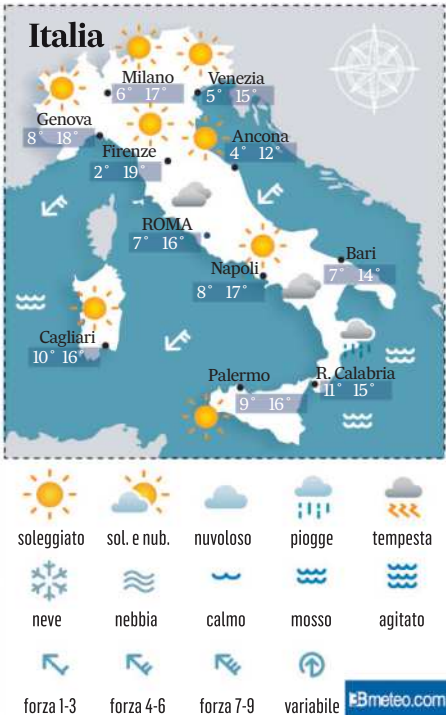 Italia
Milano
6° 17°
Venezia
5° 15°
Genova
8° 18°
Firenze
2° 19°
Ancona
4° 12°
ROMA
7° 16°
Napoli
8° 17°
Bari
7° 14°
Cagliari
10° 16°
Palermo
9° 16°
R. Calabria
11° 15°
soleggiato sol. e nub. nuvoloso piogge tempesta
neve nebbia calmo mosso agitato
forza 1-3 forza 4-6 forza 7-9 variabile
3Bmeteo.com